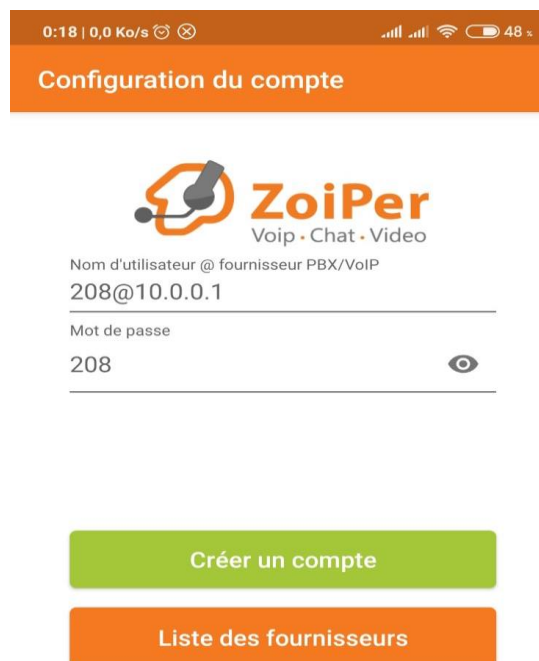 0:18 | 0,0 Ko/s 48 %
Configuration du compte
ZoiPer
Voip • Chat • Video
Nom d'utilisateur @ fournisseur PBX/VoIP
208@10.0.0.1
Mot de passe
208
Créer un compte
Liste des fournisseurs